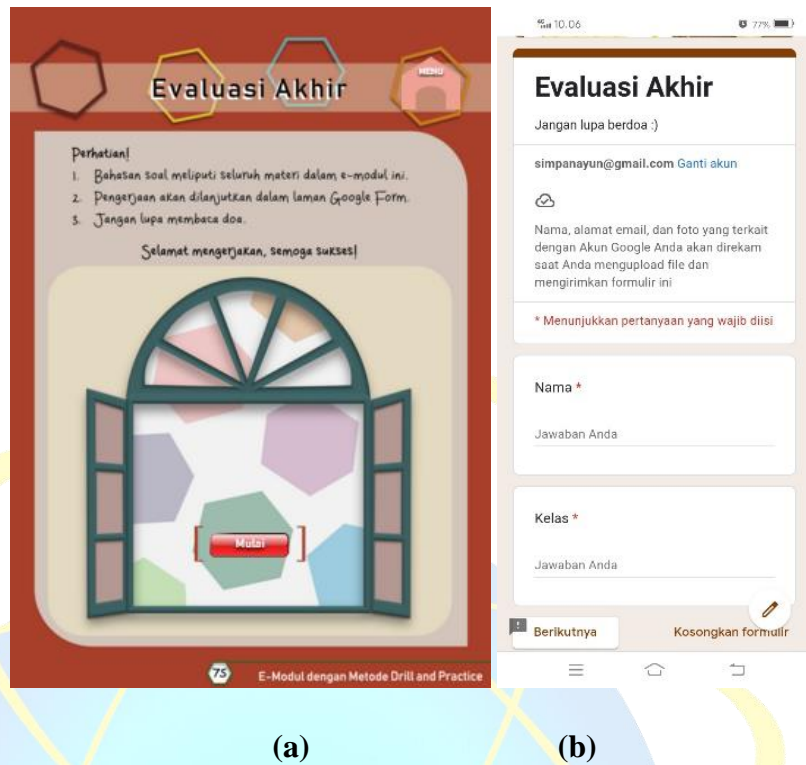 Evaluasi Akhir
MENU
Perhatian!
1. Bahasan soal meliputi seluruh materi dalam e-modul ini.
2. Pengerjaan akan dilanjutkan dalam laman Google Form.
3. Jangan lupa membaca doa.
Selamat mengerjakan, semoga sukses!
[ Mulai ]
75
E-Modul dengan Metode Drill and Practice
4G 10.06 77%
Evaluasi Akhir
Jangan lupa berdoa :)
simpanayun@gmail.com Ganti akun
Nama, alamat email, dan foto yang terkait
dengan Akun Google Anda akan direkam
saat Anda mengupload file dan
mengirimkan formulir ini
* Menunjukkan pertanyaan yang wajib diisi
Nama *
Jawaban Anda
Kelas *
Jawaban Anda
Berikutnya Kosongkan formulir
(a) (b)